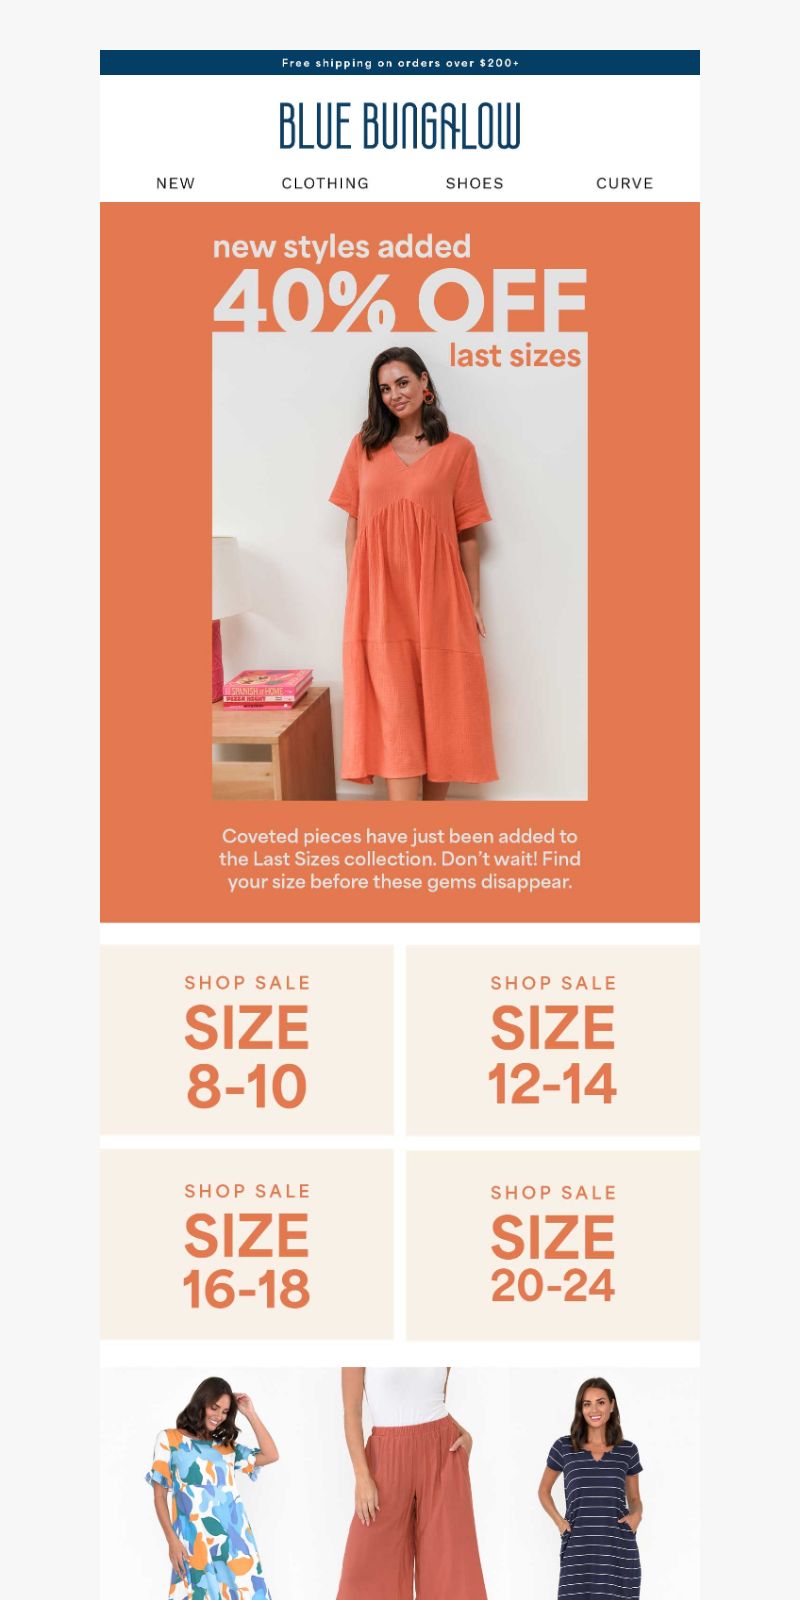 Free shipping on orders over $200+
BLUE BUNGALOW
NEW CLOTHING SHOES CURVE
new styles added
40% OFF
last sizes
SPANISH at HOME
PIZZA NIGHT
Coveted pieces have just been added to
the Last Sizes collection. Don't wait! Find
your size before these gems disappear.
SHOP SALE
SIZE
8-10
SHOP SALE
SIZE
12-14
SHOP SALE
SIZE
16-18
SHOP SALE
SIZE
20-24